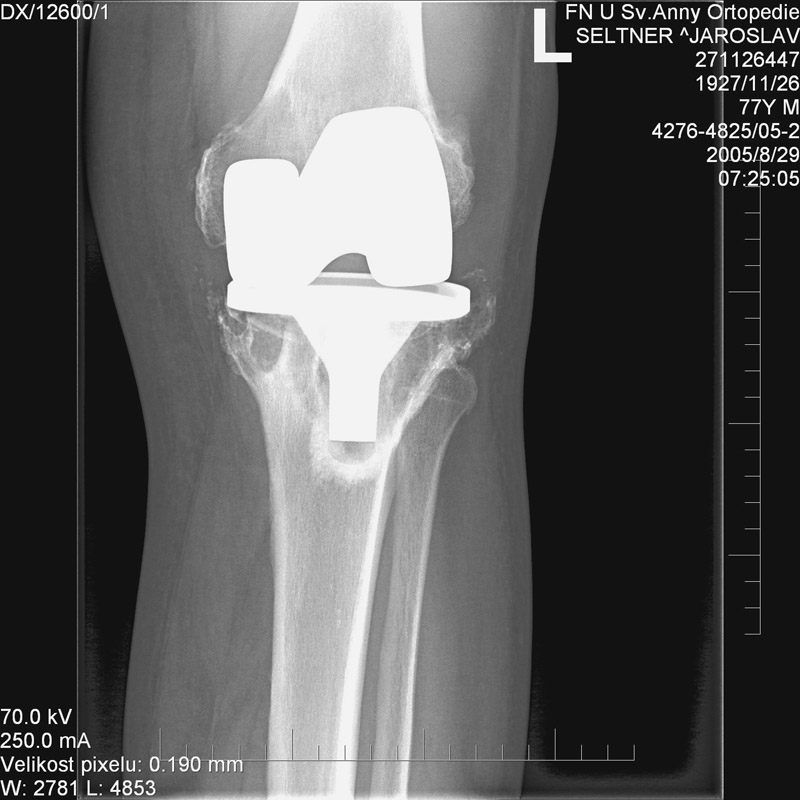 DX/12600/1
L
FN U Sv.Anny Ortopedie
SELTNER ^JAROSLAV
271126447
1927/11/26
77Y M
4276-4825/05-2
2005/8/29
07:25:05
70.0 kV
250.0 mA
Velikost pixelu: 0.190 mm
W: 2781 L: 4853